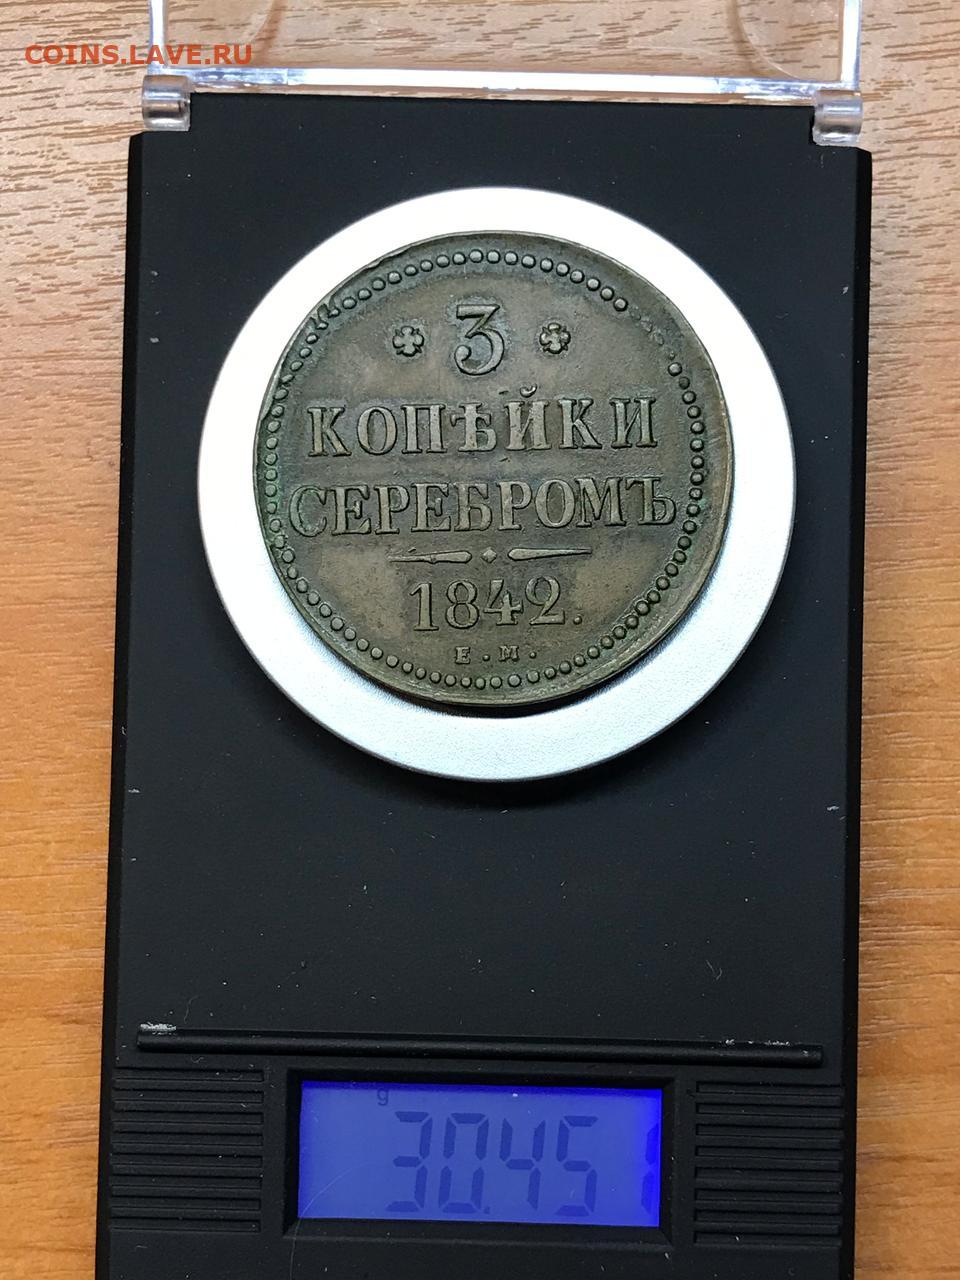 COINS.LAVE.RU
3
КОПѢЙКИ
СЕРЕБРОМЪ
1842.
Е.М.
g
30.45